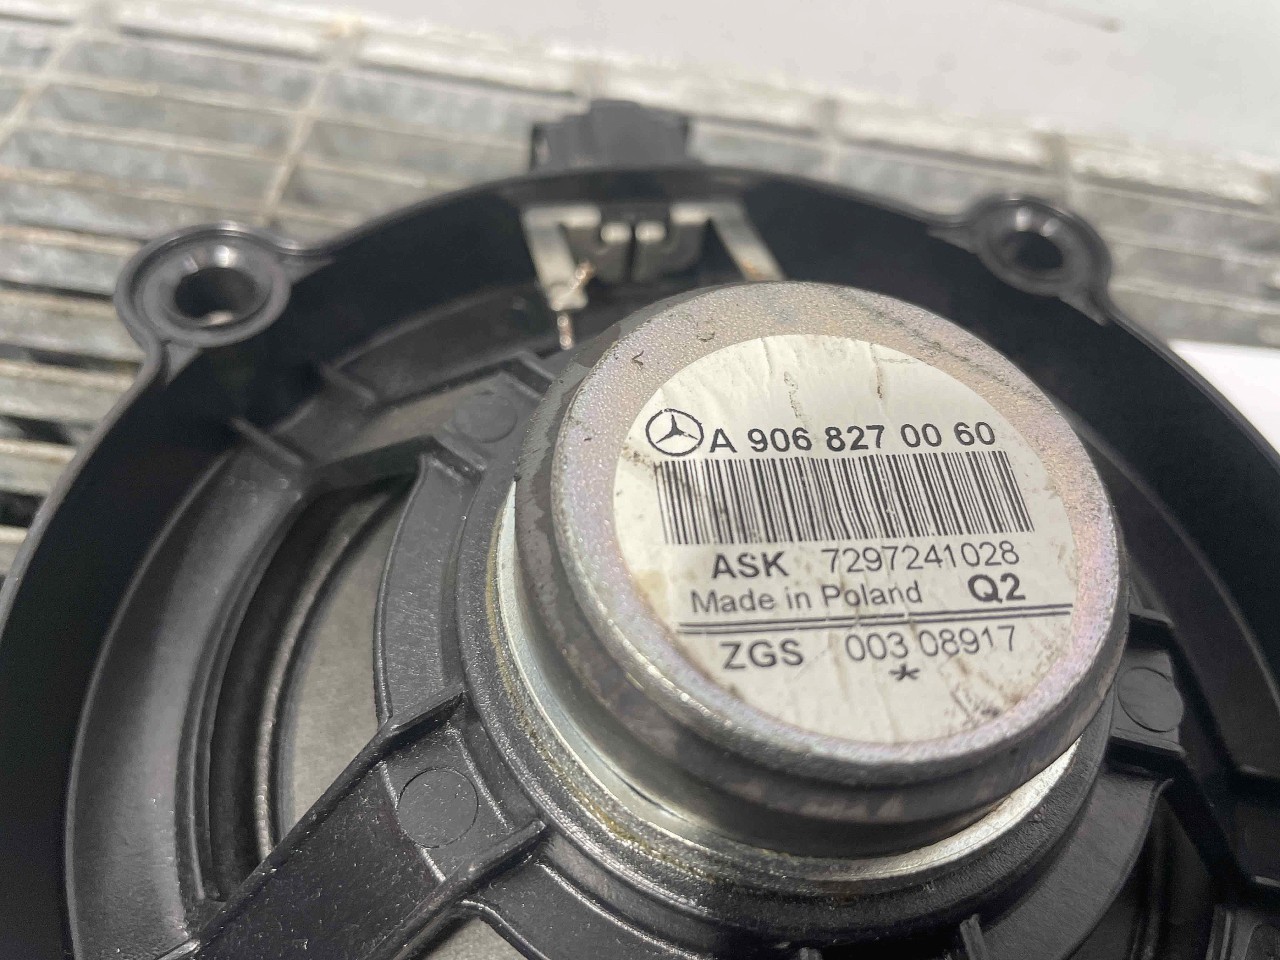 A 906 827 00 60
ASK 7297241028
Made in Poland Q2
ZGS 003 08917
*